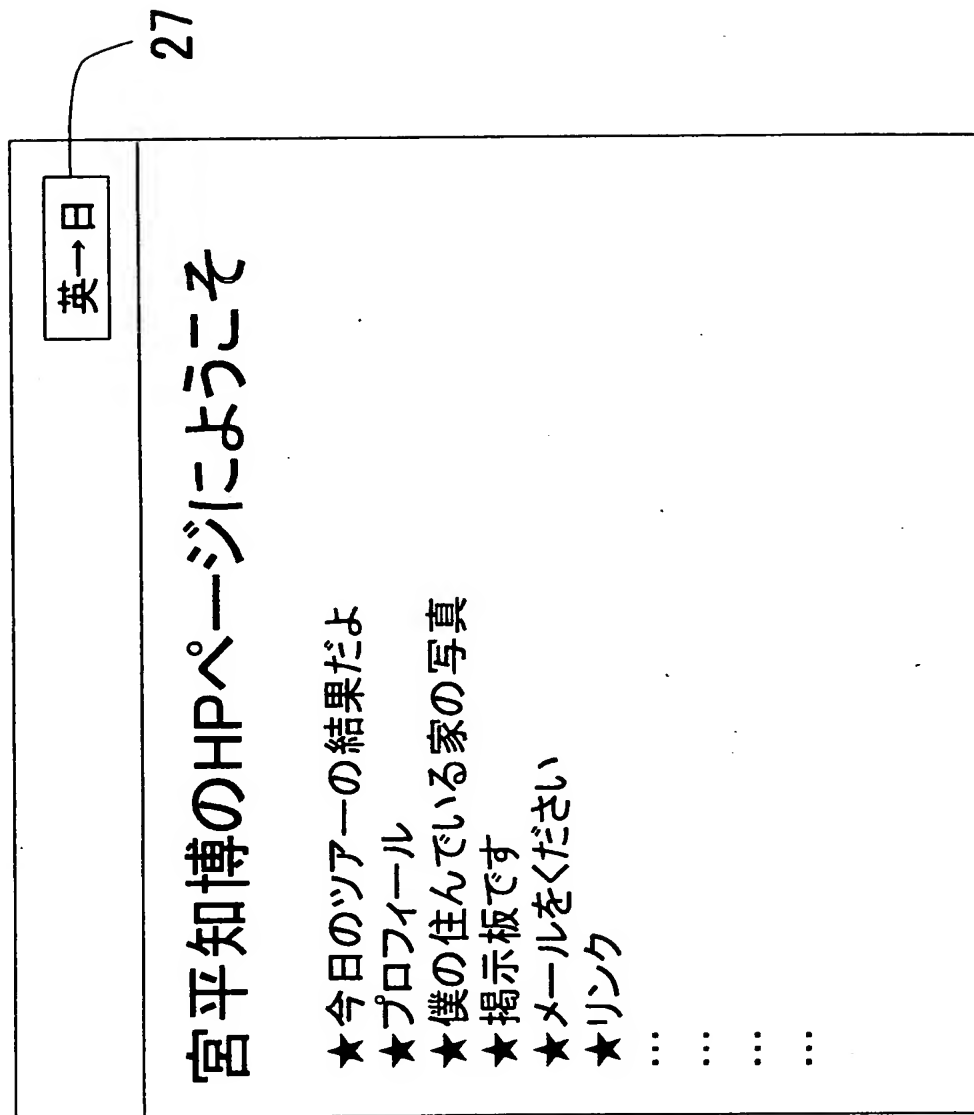 27
英→日
宮平知博のHPページにようこそ
★今日のツアーの結果だよ
★プロフィール
★僕の住んでいる家の写真
★掲示板です
★メールをください
★リンク
…
…
…
…